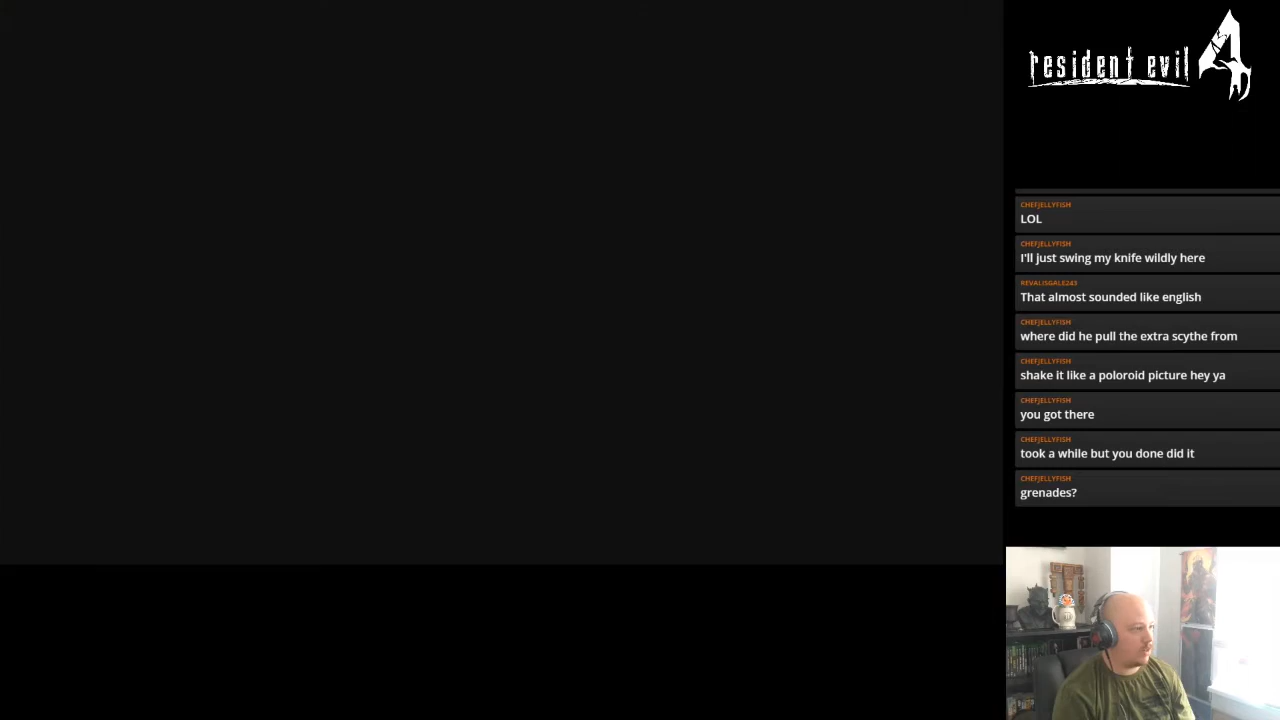 resident evil 4
CHEFJELLYFISH
LOL
CHEFJELLYFISH
I'll just swing my knife wildly here
REVALISGALE243
That almost sounded like english
CHEFJELLYFISH
where did he pull the extra scythe from
CHEFJELLYFISH
shake it like a poloroid picture hey ya
CHEFJELLYFISH
you got there
CHEFJELLYFISH
took a while but you done did it
CHEFJELLYFISH
grenades?